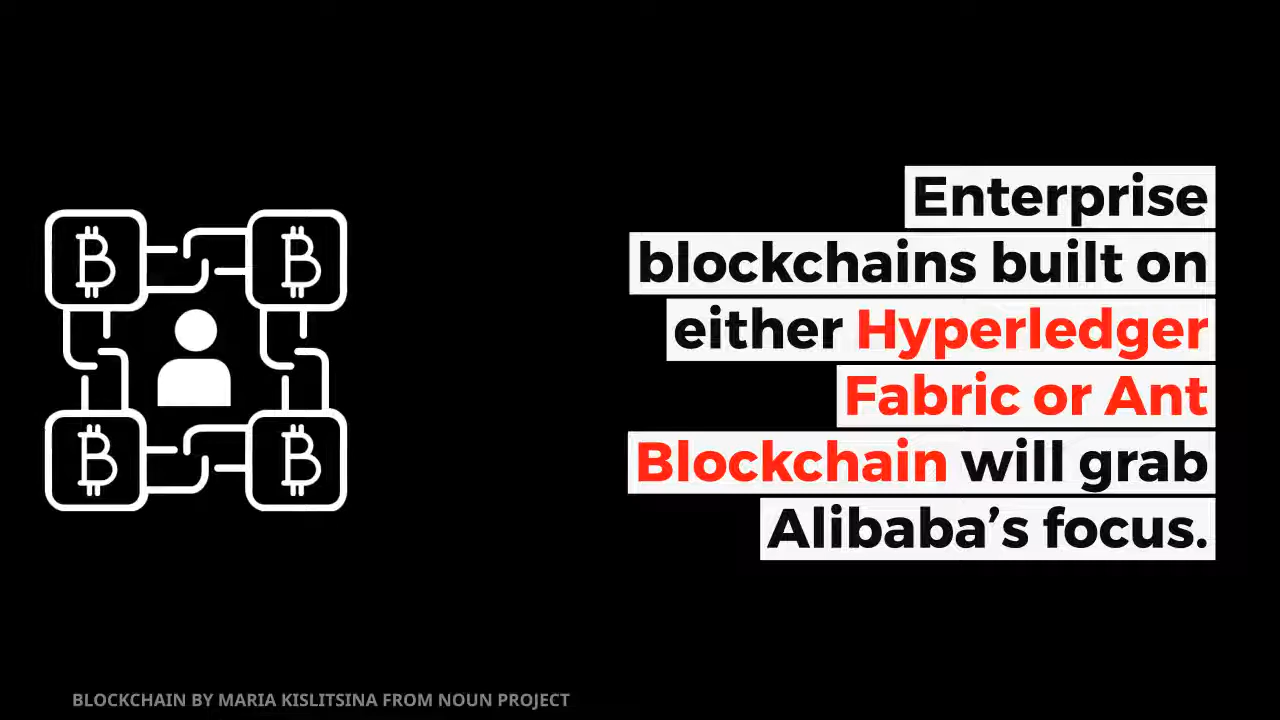 Enterprise
blockchains built on
either Hyperledger
Fabric or Ant
Blockchain will grab
Alibaba’s focus.
BLOCKCHAIN BY MARIA KISLITSINA FROM NOUN PROJECT